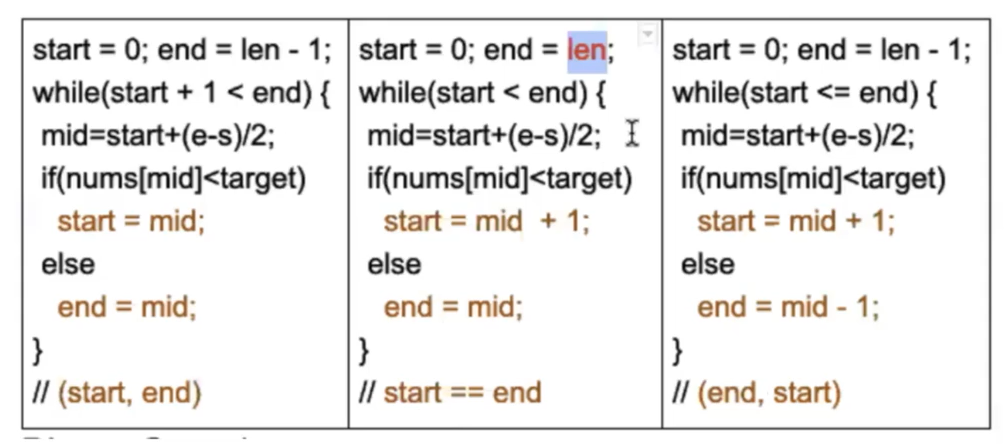 start = 0; end = len - 1;
while(start + 1 < end) {
mid=start+(e-s)/2;
if(nums[mid]<target)
start = mid;
else
end = mid;
}
// (start, end)
start = 0; end = len;
while(start < end) {
mid=start+(e-s)/2;
if(nums[mid]<target)
start = mid + 1;
else
end = mid;
}
// start == end
start = 0; end = len - 1;
while(start <= end) {
mid=start+(e-s)/2;
if(nums[mid]<target)
start = mid + 1;
else
end = mid - 1;
}
// (end, start)